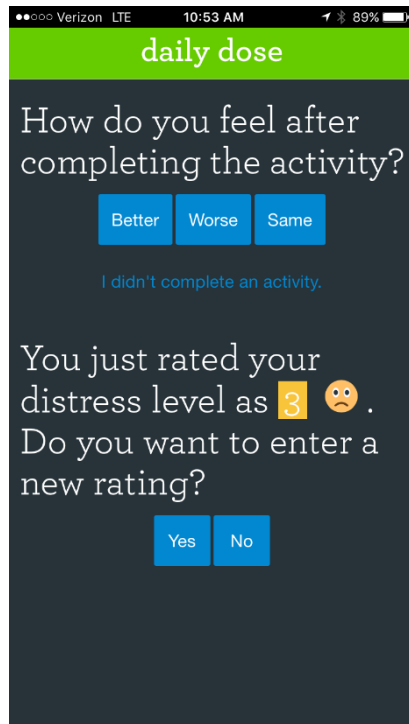 Verizon LTE 10:53 AM 89%
daily dose
How do you feel after
completing the activity?
Better Worse Same
I didn't complete an activity.
You just rated your
distress level as 3 .
Do you want to enter a
new rating?
Yes No